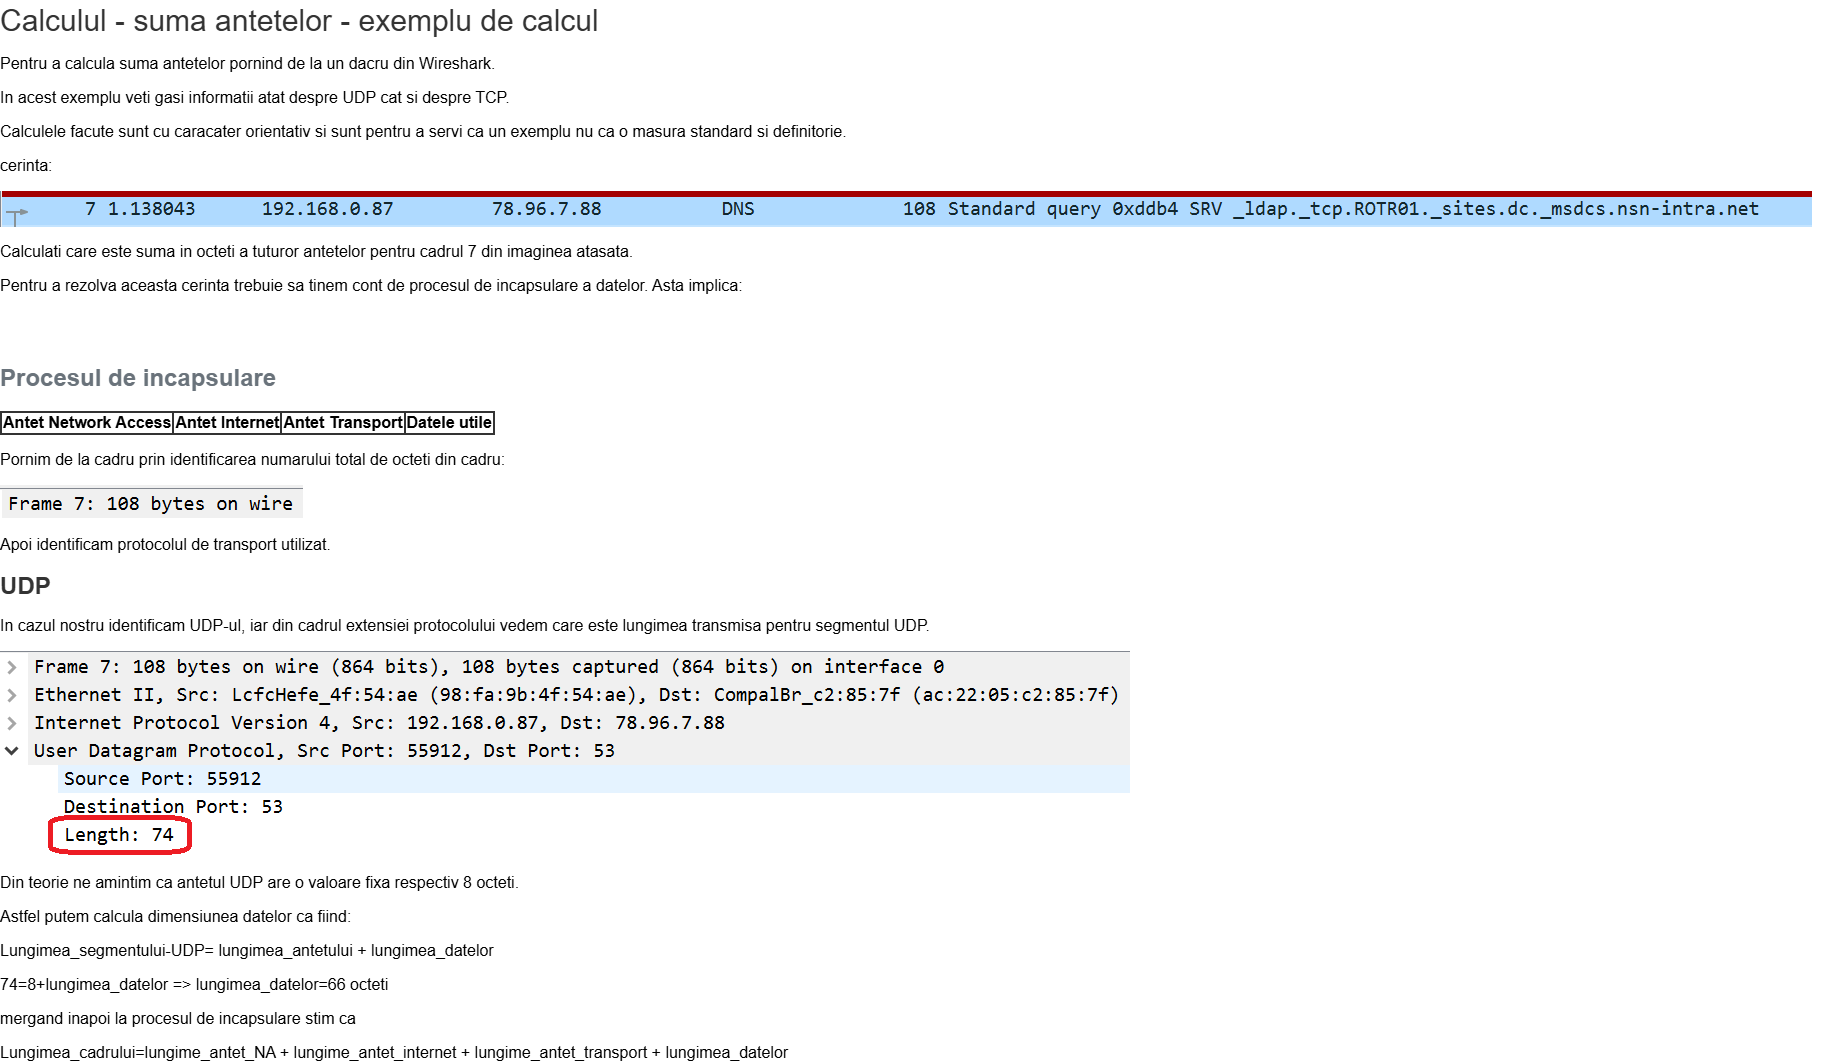 Calculul - suma antetelor - exemplu de calcul
Pentru a calcula suma antetelor pornind de la un dacru din Wireshark.
In acest exemplu veti gasi informatii atat despre UDP cat si despre TCP.
Calculele facute sunt cu caracater orientativ si sunt pentru a servi ca un exemplu nu ca o masura standard si definitorie.
cerinta:
7 1.138043 192.168.0.87 78.96.7.88 DNS 108 Standard query 0xddb4 SRV _ldap._tcp.ROTR01._sites.dc._msdcs.nsn-intra.net
Calculati care este suma in octeti a tuturor antetelor pentru cadrul 7 din imaginea atasata.
Pentru a rezolva aceasta cerinta trebuie sa tinem cont de procesul de incapsulare a datelor. Asta implica:
Procesul de incapsulare
Antet Network Access Antet Internet Antet Transport Datele utile
Pornim de la cadru prin identificarea numarului total de octeti din cadru:
Frame 7: 108 bytes on wire
Apoi identificam protocolul de transport utilizat.
UDP
In cazul nostru identificam UDP-ul, iar din cadrul extensiei protocolului vedem care este lungimea transmisa pentru segmentul UDP.
Frame 7: 108 bytes on wire (864 bits), 108 bytes captured (864 bits) on interface 0
Ethernet II, Src: LcfcHefe_4f:54:ae (98:fa:9b:4f:54:ae), Dst: CompalBr_c2:85:7f (ac:22:05:c2:85:7f)
Internet Protocol Version 4, Src: 192.168.0.87, Dst: 78.96.7.88
User Datagram Protocol, Src Port: 55912, Dst Port: 53
Source Port: 55912
Destination Port: 53
Length: 74
Din teorie ne amintim ca antetul UDP are o valoare fixa respectiv 8 octeti.
Astfel putem calcula dimensiunea datelor ca fiind:
Lungimea_segmentului-UDP= lungimea_antetului + lungimea_datelor
74=8+lungimea_datelor => lungimea_datelor=66 octeti
mergand inapoi la procesul de incapsulare stim ca
Lungimea_cadrului=lungime_antet_NA + lungime_antet_internet + lungime_antet_transport + lungimea_datelor